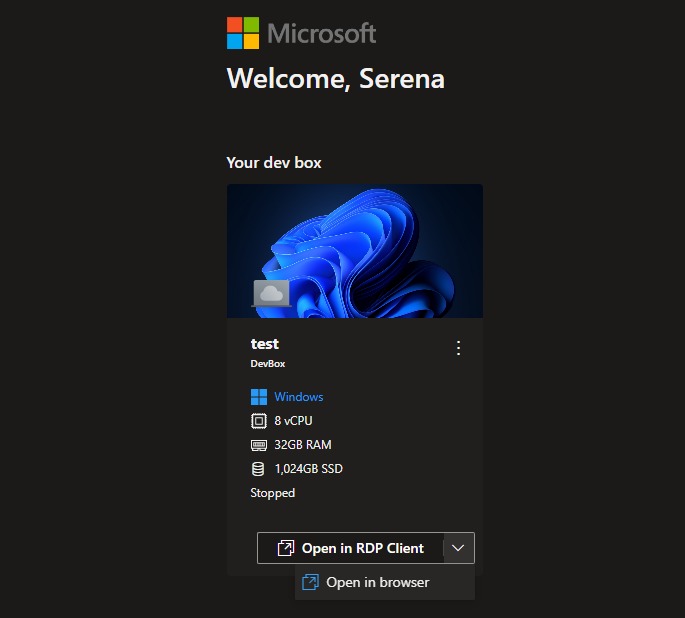 Microsoft
Welcome, Serena
Your dev box
test
DevBox
Windows
8 vCPU
32GB RAM
1,024GB SSD
Stopped
Open in RDP Client
Open in browser